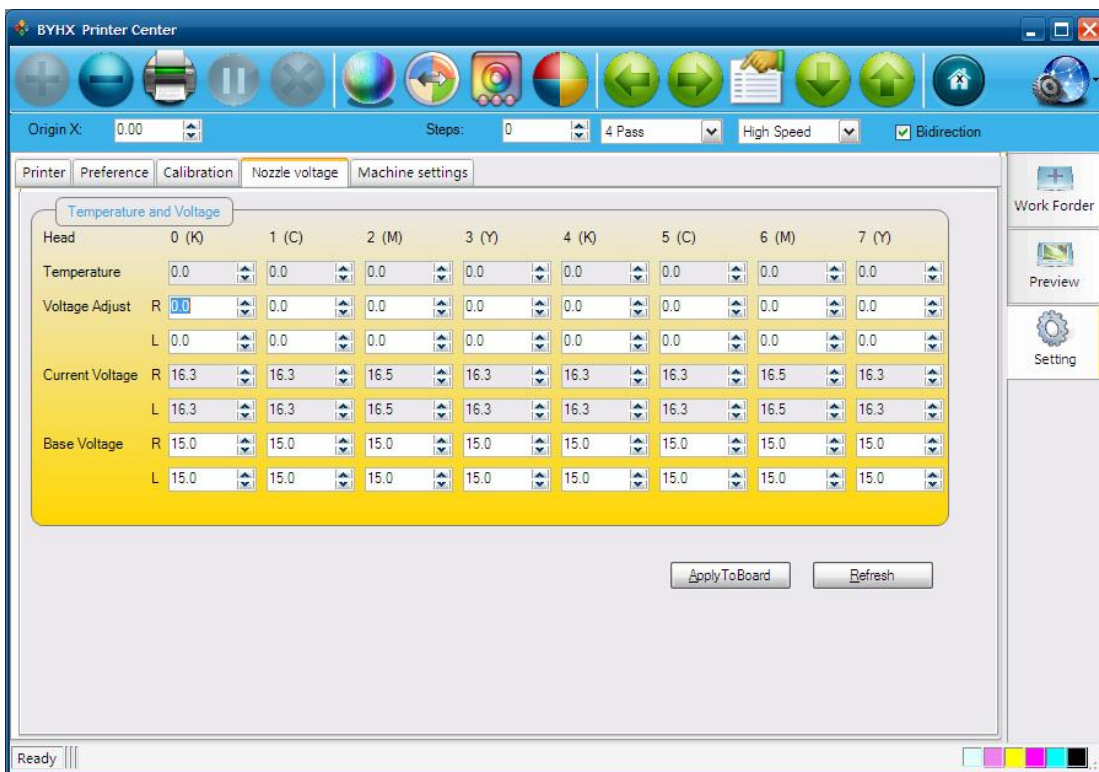 BYHX Printer Center
Origin X: 0.00 Steps: 0 4 Pass High Speed Bidirection
Printer Preference Calibration Nozzle voltage Machine settings
Work Forder
Preview
Setting
Temperature and Voltage
Head 0 (K) 1 (C) 2 (M) 3 (Y) 4 (K) 5 (C) 6 (M) 7 (Y)
Temperature 0.0 0.0 0.0 0.0 0.0 0.0 0.0 0.0
Voltage Adjust R 0.0 0.0 0.0 0.0 0.0 0.0 0.0 0.0
L 0.0 0.0 0.0 0.0 0.0 0.0 0.0 0.0
Current Voltage R 16.3 16.3 16.5 16.3 16.3 16.3 16.5 16.3
L 16.3 16.3 16.5 16.3 16.3 16.3 16.5 16.3
Base Voltage R 15.0 15.0 15.0 15.0 15.0 15.0 15.0 15.0
L 15.0 15.0 15.0 15.0 15.0 15.0 15.0 15.0
ApplyToBoard Refresh
Ready